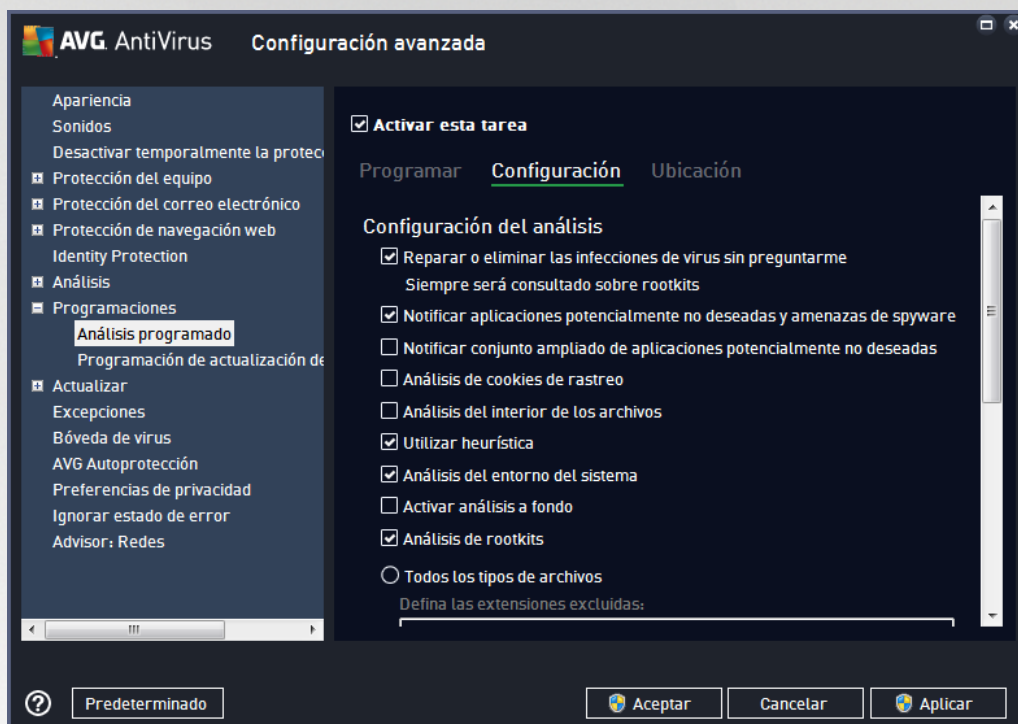 AVG. AntiVirus Configuración avanzada
Apariencia
Sonidos
Desactivar temporalmente la protec
Protección del equipo
Protección del correo electrónico
Protección de navegación web
Identity Protection
Análisis
Programaciones
Análisis programado
Programación de actualización de
Actualizar
Excepciones
Bóveda de virus
AVG Autoprotección
Preferencias de privacidad
Ignorar estado de error
Advisor: Redes
Activar esta tarea
Programar Configuración Ubicación
Configuración del análisis
Reparar o eliminar las infecciones de virus sin preguntarme
Siempre será consultado sobre rootkits
Notificar aplicaciones potencialmente no deseadas y amenazas de spyware
Notificar conjunto ampliado de aplicaciones potencialmente no deseadas
Análisis de cookies de rastreo
Análisis del interior de los archivos
Utilizar heurística
Análisis del entorno del sistema
Activar análisis a fondo
Análisis de rootkits
Todos los tipos de archivos
Defina las extensiones excluidas:
? Predeterminado Aceptar Cancelar Aplicar